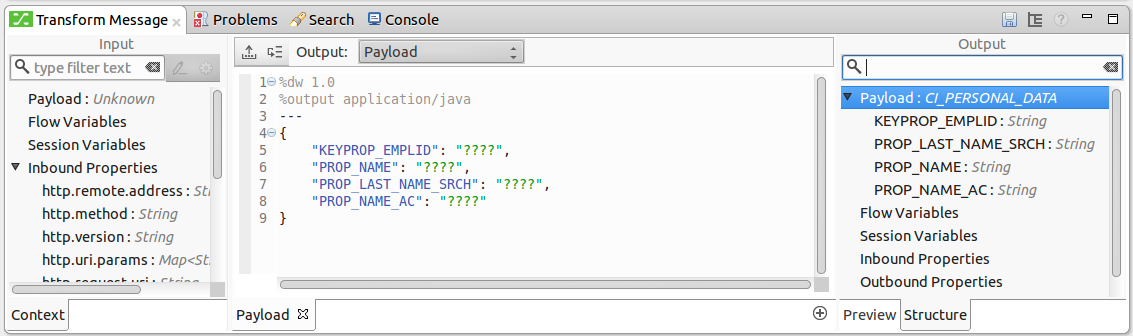 Transform Message Problems Search Console
Input
type filter text
Payload : Unknown
Flow Variables
Session Variables
Inbound Properties
http.remote.address : St
http.method : String
http.version : String
http.uri.params : Map<St
http.request.uri : String
Context
Output: Payload
1 %dw 1.0
2 %output application/java
3 ---
4 {
5 "KEYPROP_EMPLID": "????",
6 "PROP_NAME": "????",
7 "PROP_LAST_NAME_SRCH": "????",
8 "PROP_NAME_AC": "????"
9 }
Payload
Output
Payload : CI_PERSONAL_DATA
KEYPROP_EMPLID : String
PROP_LAST_NAME_SRCH : String
PROP_NAME : String
PROP_NAME_AC : String
Flow Variables
Session Variables
Inbound Properties
Outbound Properties
Preview Structure